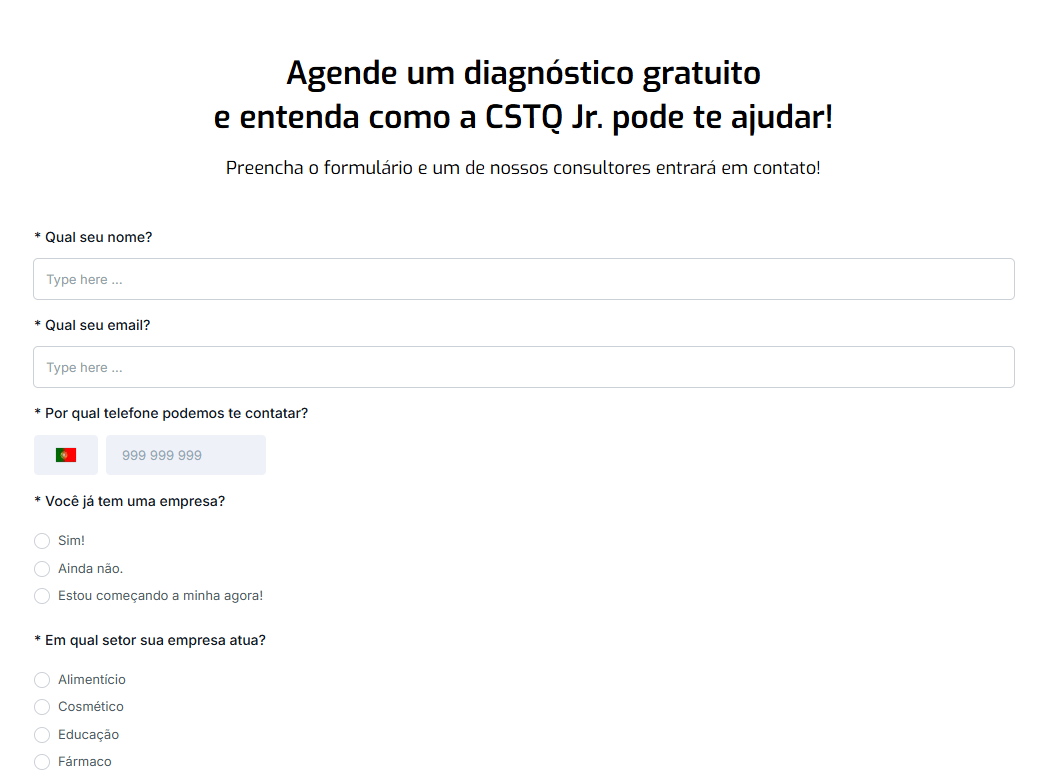 Agende um diagnóstico gratuito
e entenda como a CSTQ Jr. pode te ajudar!
Preencha o formulário e um de nossos consultores entrará em contato!
* Qual seu nome?
Type here ...
* Qual seu email?
Type here ...
* Por qual telefone podemos te contatar?
999 999 999
* Você já tem uma empresa?
Sim!
Ainda não.
Estou começando a minha agora!
* Em qual setor sua empresa atua?
Alimentício
Cosmético
Educação
Fármaco